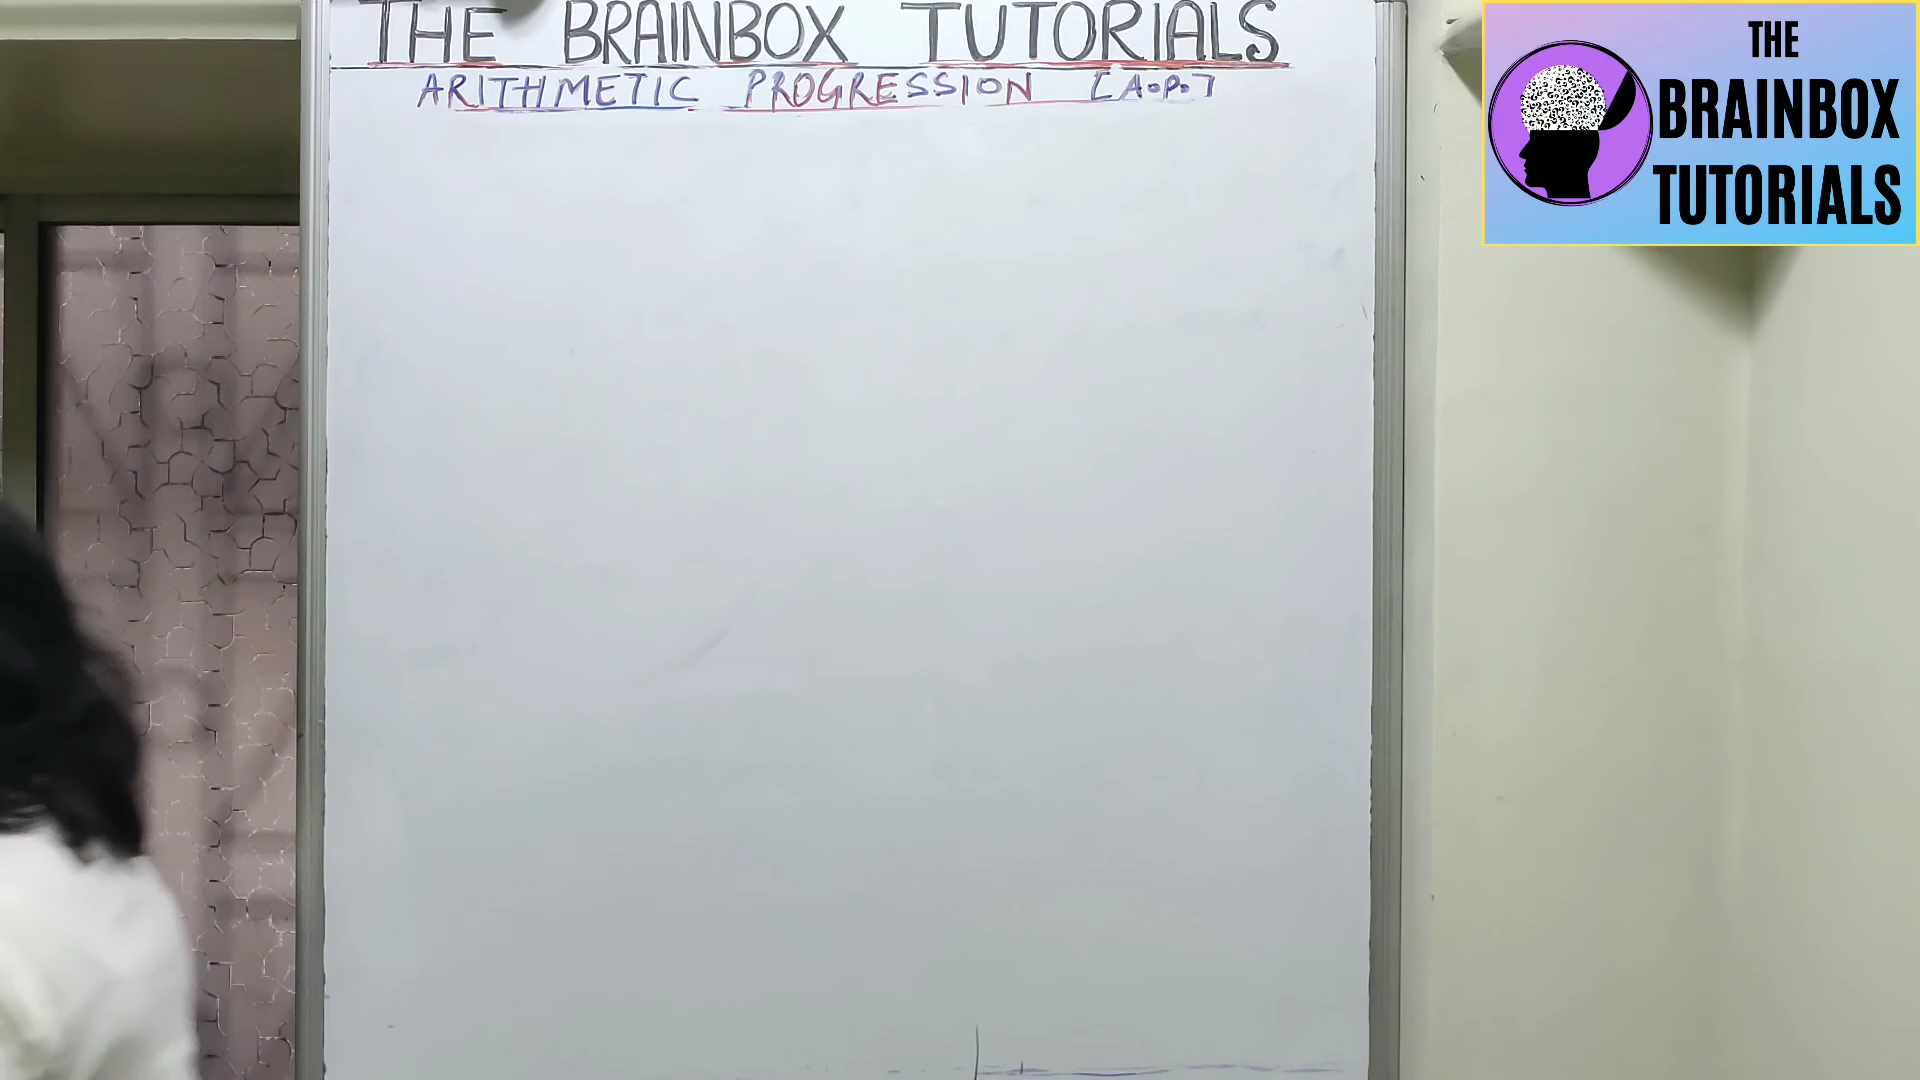 THE BRAINBOX TUTORIALS
ARITHMETIC PROGRESSION [A.P.]
THE
BRAINBOX
TUTORIALS